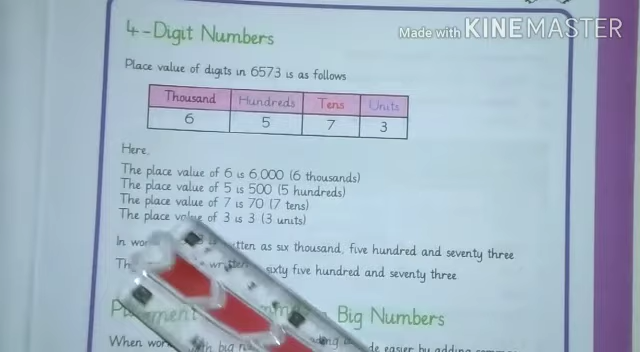 Made with KINEMASTER
4-Digit Numbers
Place value of digits in 6573 is as follows
Thousand Hundreds Tens Units
6 5 7 3
Here,
The place value of 6 is 6,000 (6 thousands)
The place value of 5 is 500 (5 hundreds)
The place value of 7 is 70 (7 tens)
The place value of 3 is 3 (3 units)
In as six thousand, five hundred and seventy three
sixty five hundred and seventy three.
Big Numbers
When big easier by adding